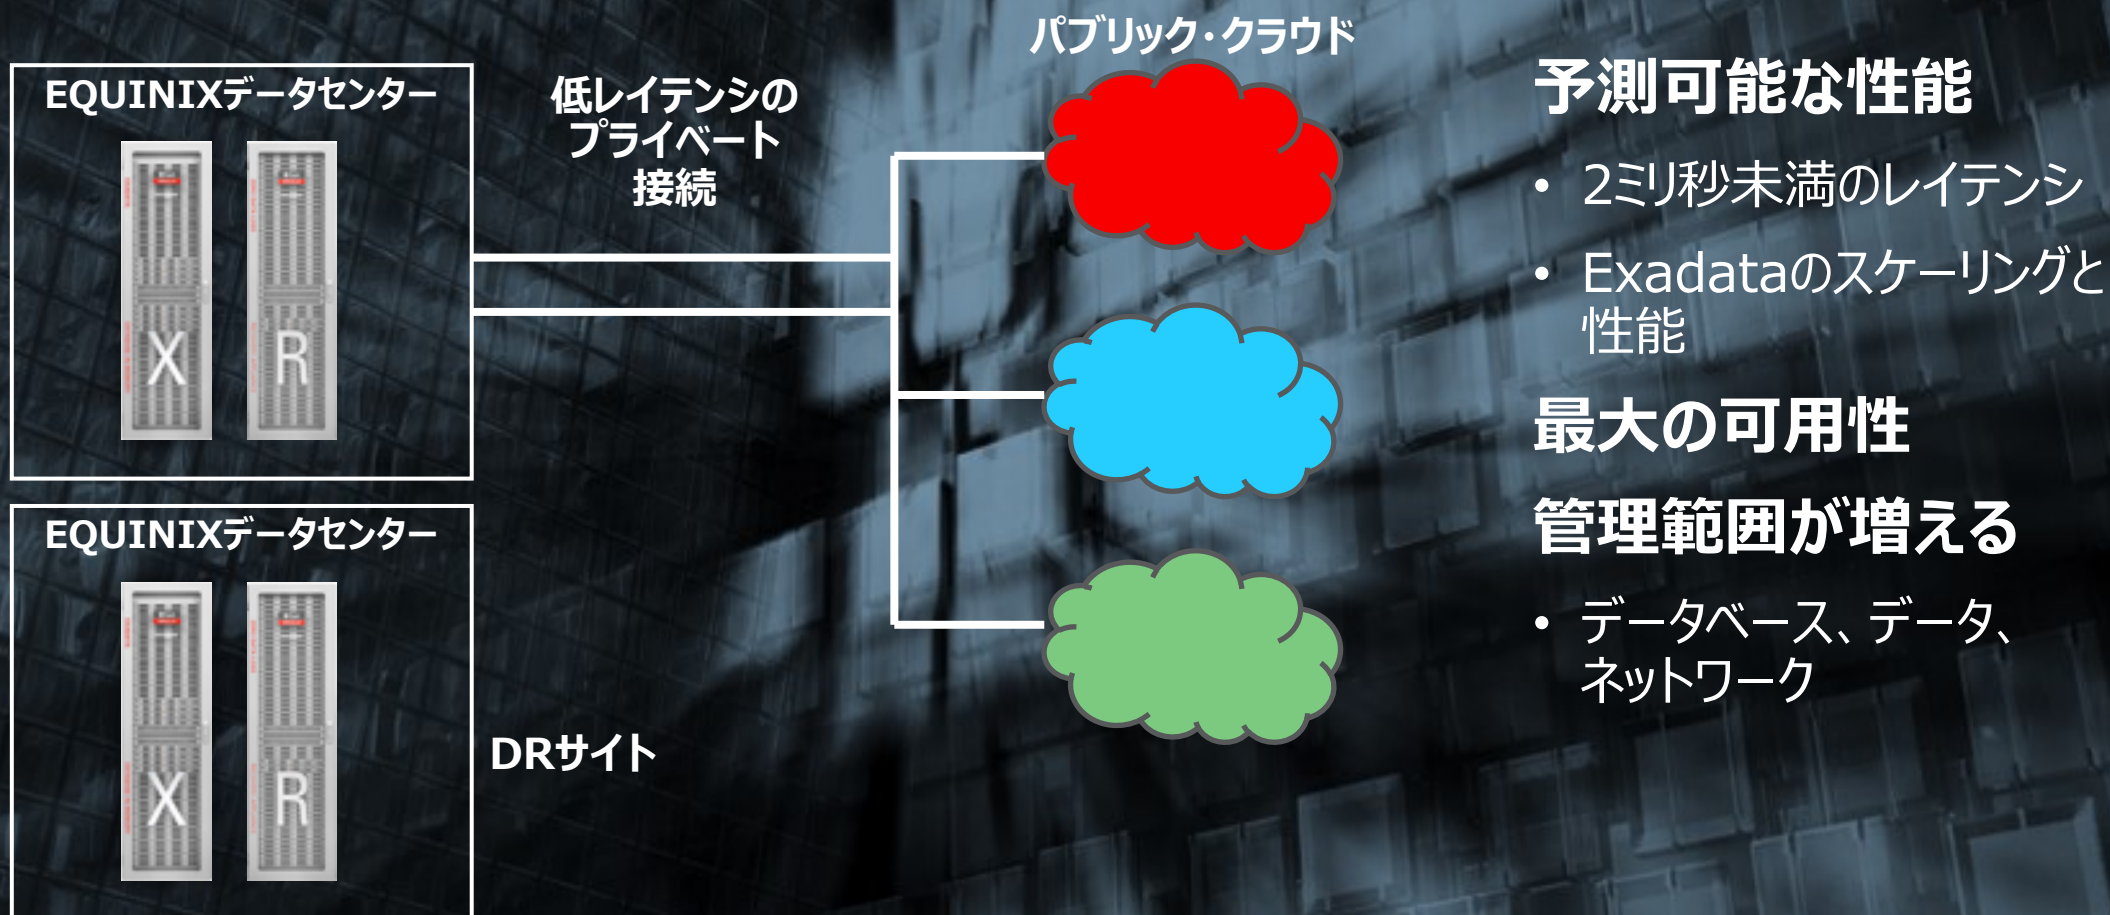 パブリック・クラウド
EQUINIXデータセンター
X
R
低レイテンシの
プライベート
接続
EQUINIXデータセンター
X
R
DRサイト
予測可能な性能
• 2ミリ秒未満のレイテンシ
• Exadataのスケーリングと
性能
最大の可用性
管理範囲が増える
• データベース、データ、
ネットワーク